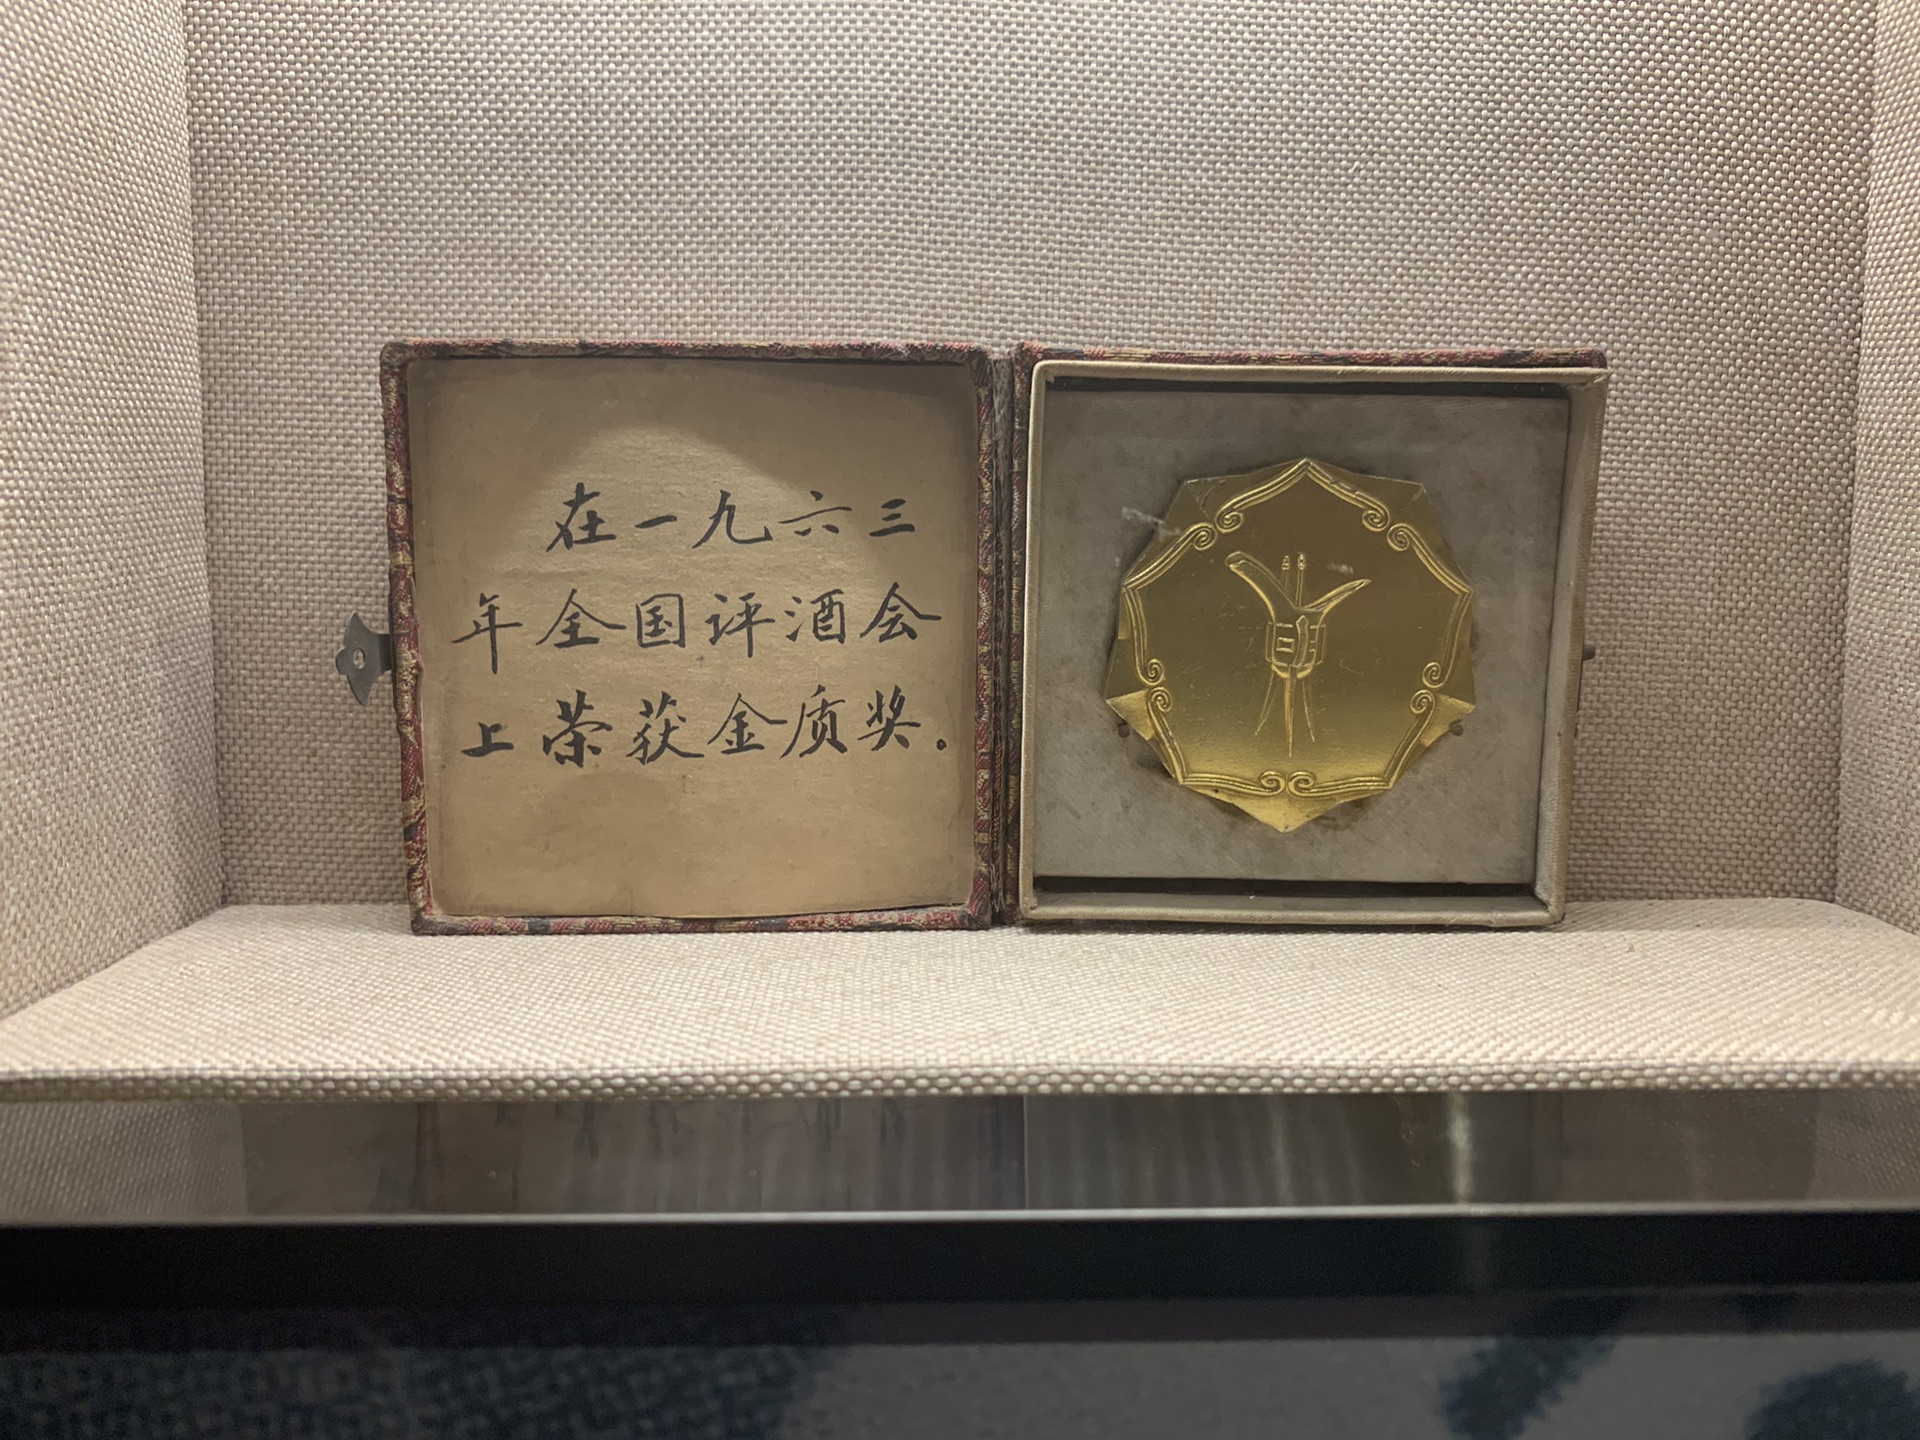 在一九六三
年全国评酒会
上荣获金质奖。